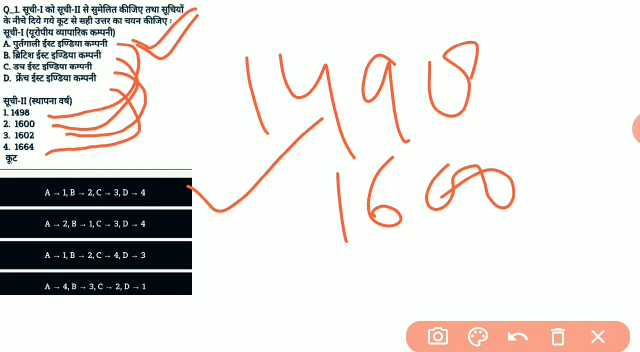 Q_1. सूची-I को सूची-II से सुमेलित कीजिए तथा सूचियों
के नीचे दिये गये कूट से सही उत्तर का चयन कीजिए :
सूची-I (यूरोपीय व्यापारिक कम्पनी)
A. पुर्तगाली ईस्ट इण्डिया कम्पनी
B. ब्रिटिश ईस्ट इण्डिया कम्पनी
C. डच ईस्ट इण्डिया कम्पनी
D. फ्रेंच ईस्ट इण्डिया कम्पनी
सूची-II (स्थापना वर्ष)
1. 1498
2. 1600
3. 1602
4. 1664
कूट
A → 1, B → 2, C → 3, D → 4
A → 2, B → 1, C → 3, D → 4
A → 1, B → 2, C → 4, D → 3
A → 4, B → 3, C → 2, D → 1
1498
1600